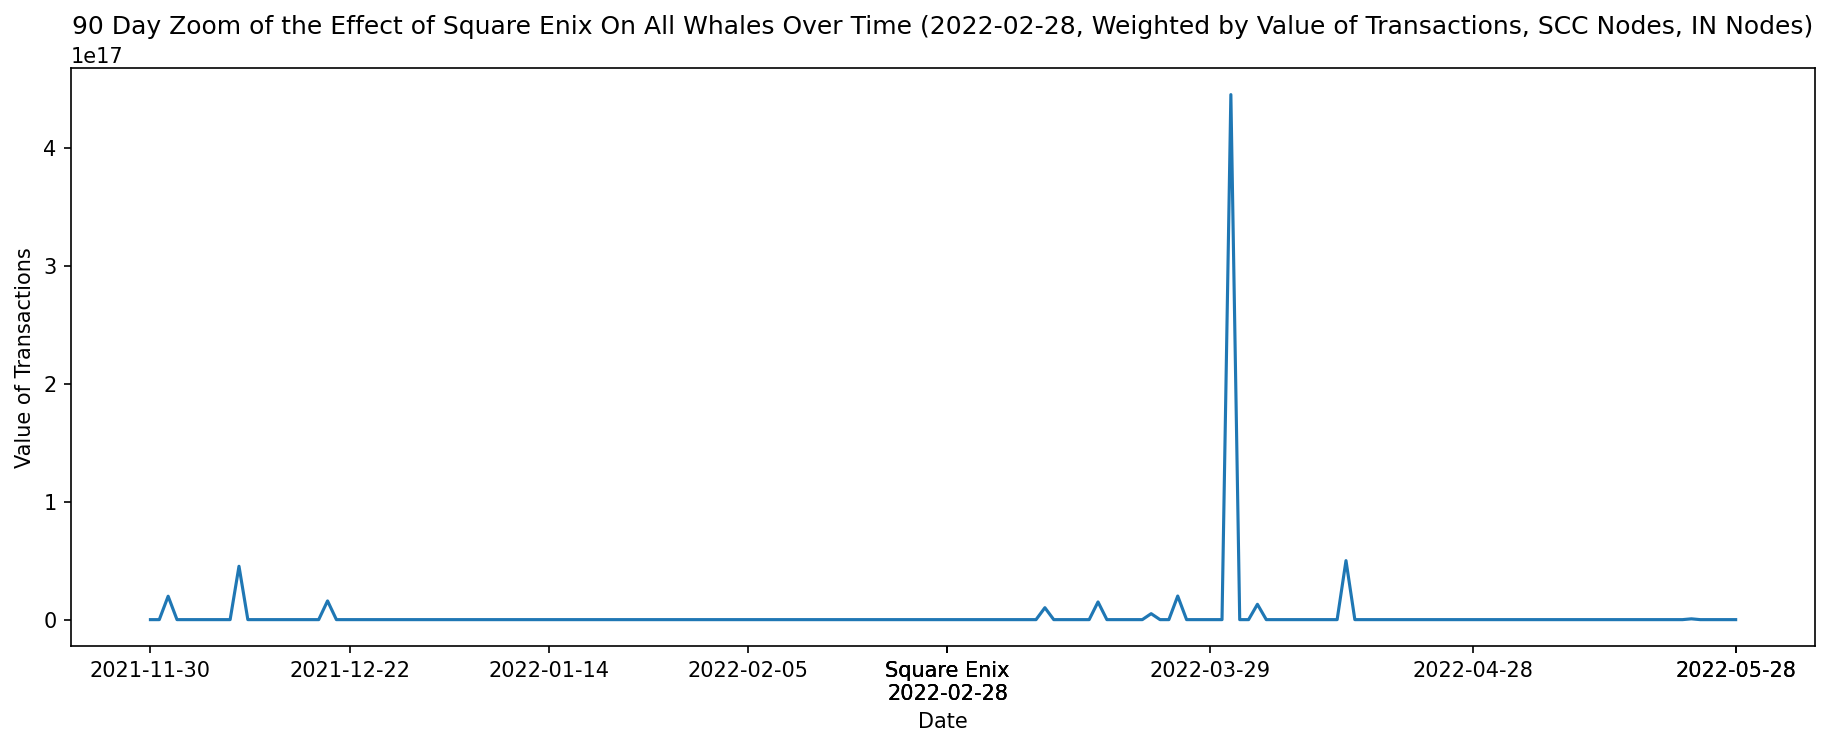 90 Day Zoom of the Effect of Square Enix On All Whales Over Time (2022-02-28, Weighted by Value of Transactions, SCC Nodes, IN Nodes)
1e17
4
3
2
1
0
Value of Transactions
2021-11-30
2021-12-22
2022-01-14
2022-02-05
Square Enix
2022-02-28
2022-03-29
2022-04-28
2022-05-28
Date